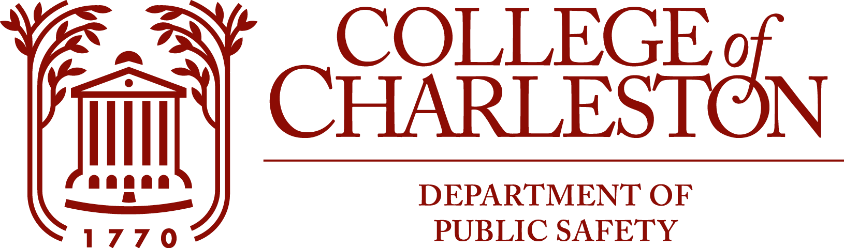 1770
COLLEGE of
CHARLESTON
DEPARTMENT OF
PUBLIC SAFETY